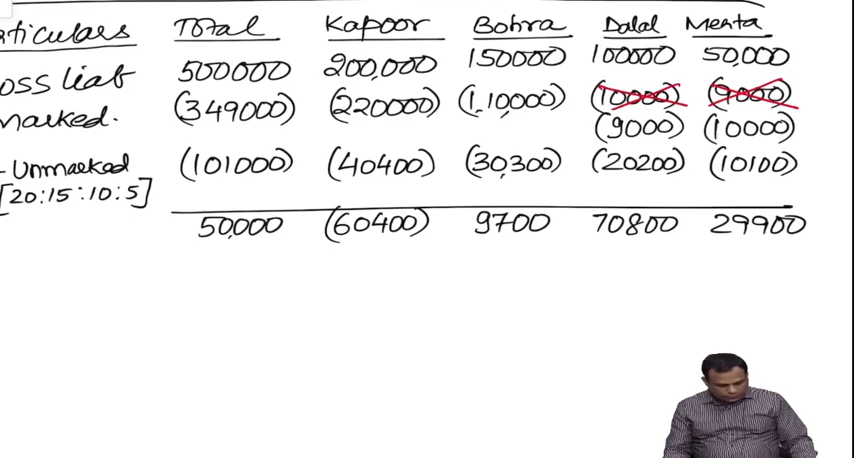 rticulars Total Kapoor Bohra Dalal Mehta
oss liab 500000 200,000 150000 100000 50,000
marked. (349000) (220000) (1,10,000) (10000) (9000)
(9000) (10000)
- Unmarked (101000) (40400) (30,300) (20200) (10100)
[20:15:10:5]
50,000 (60400) 9700 70800 29900